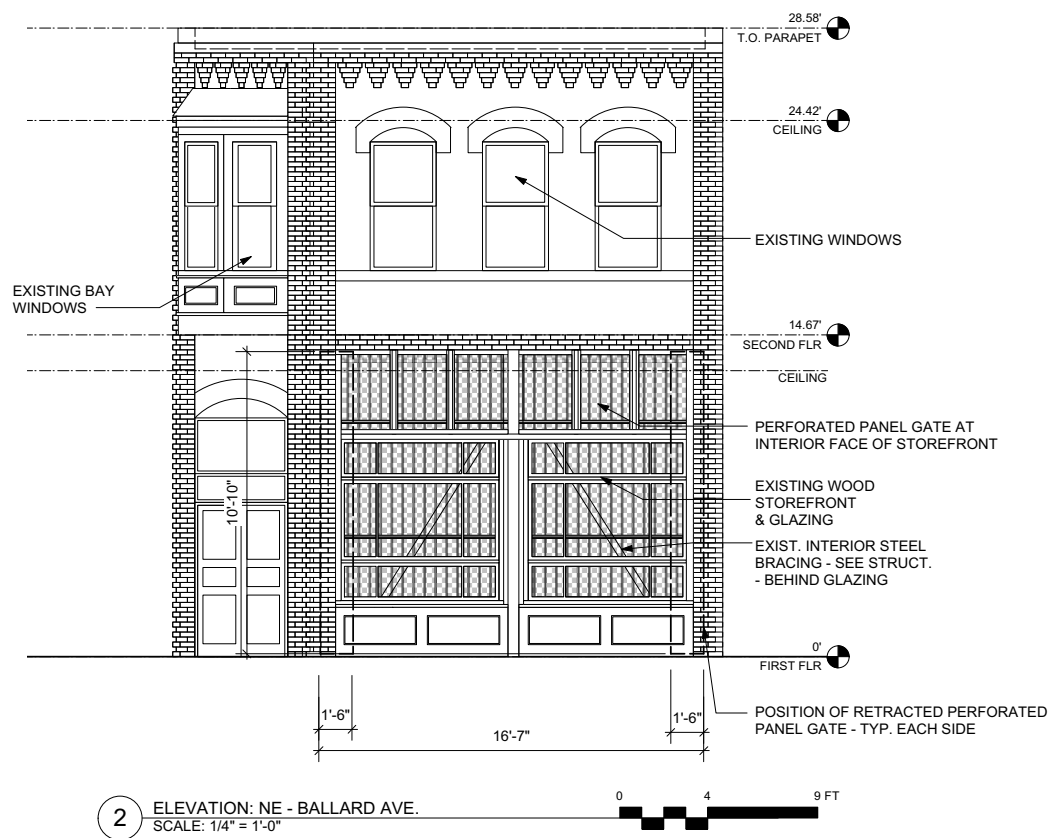 28.58'
T.O. PARAPET
24.42'
CEILING
EXISTING WINDOWS
EXISTING BAY
WINDOWS
14.67'
SECOND FLR
CEILING
PERFORATED PANEL GATE AT
INTERIOR FACE OF STOREFRONT
EXISTING WOOD
STOREFRONT
& GLAZING
10'-10"
EXIST. INTERIOR STEEL
BRACING - SEE STRUCT.
- BEHIND GLAZING
0'
FIRST FLR
1'-6"
1'-6"
16'-7"
POSITION OF RETRACTED PERFORATED
PANEL GATE - TYP. EACH SIDE
2
ELEVATION: NE - BALLARD AVE.
SCALE: 1/4" = 1'-0"
0 4 9 FT